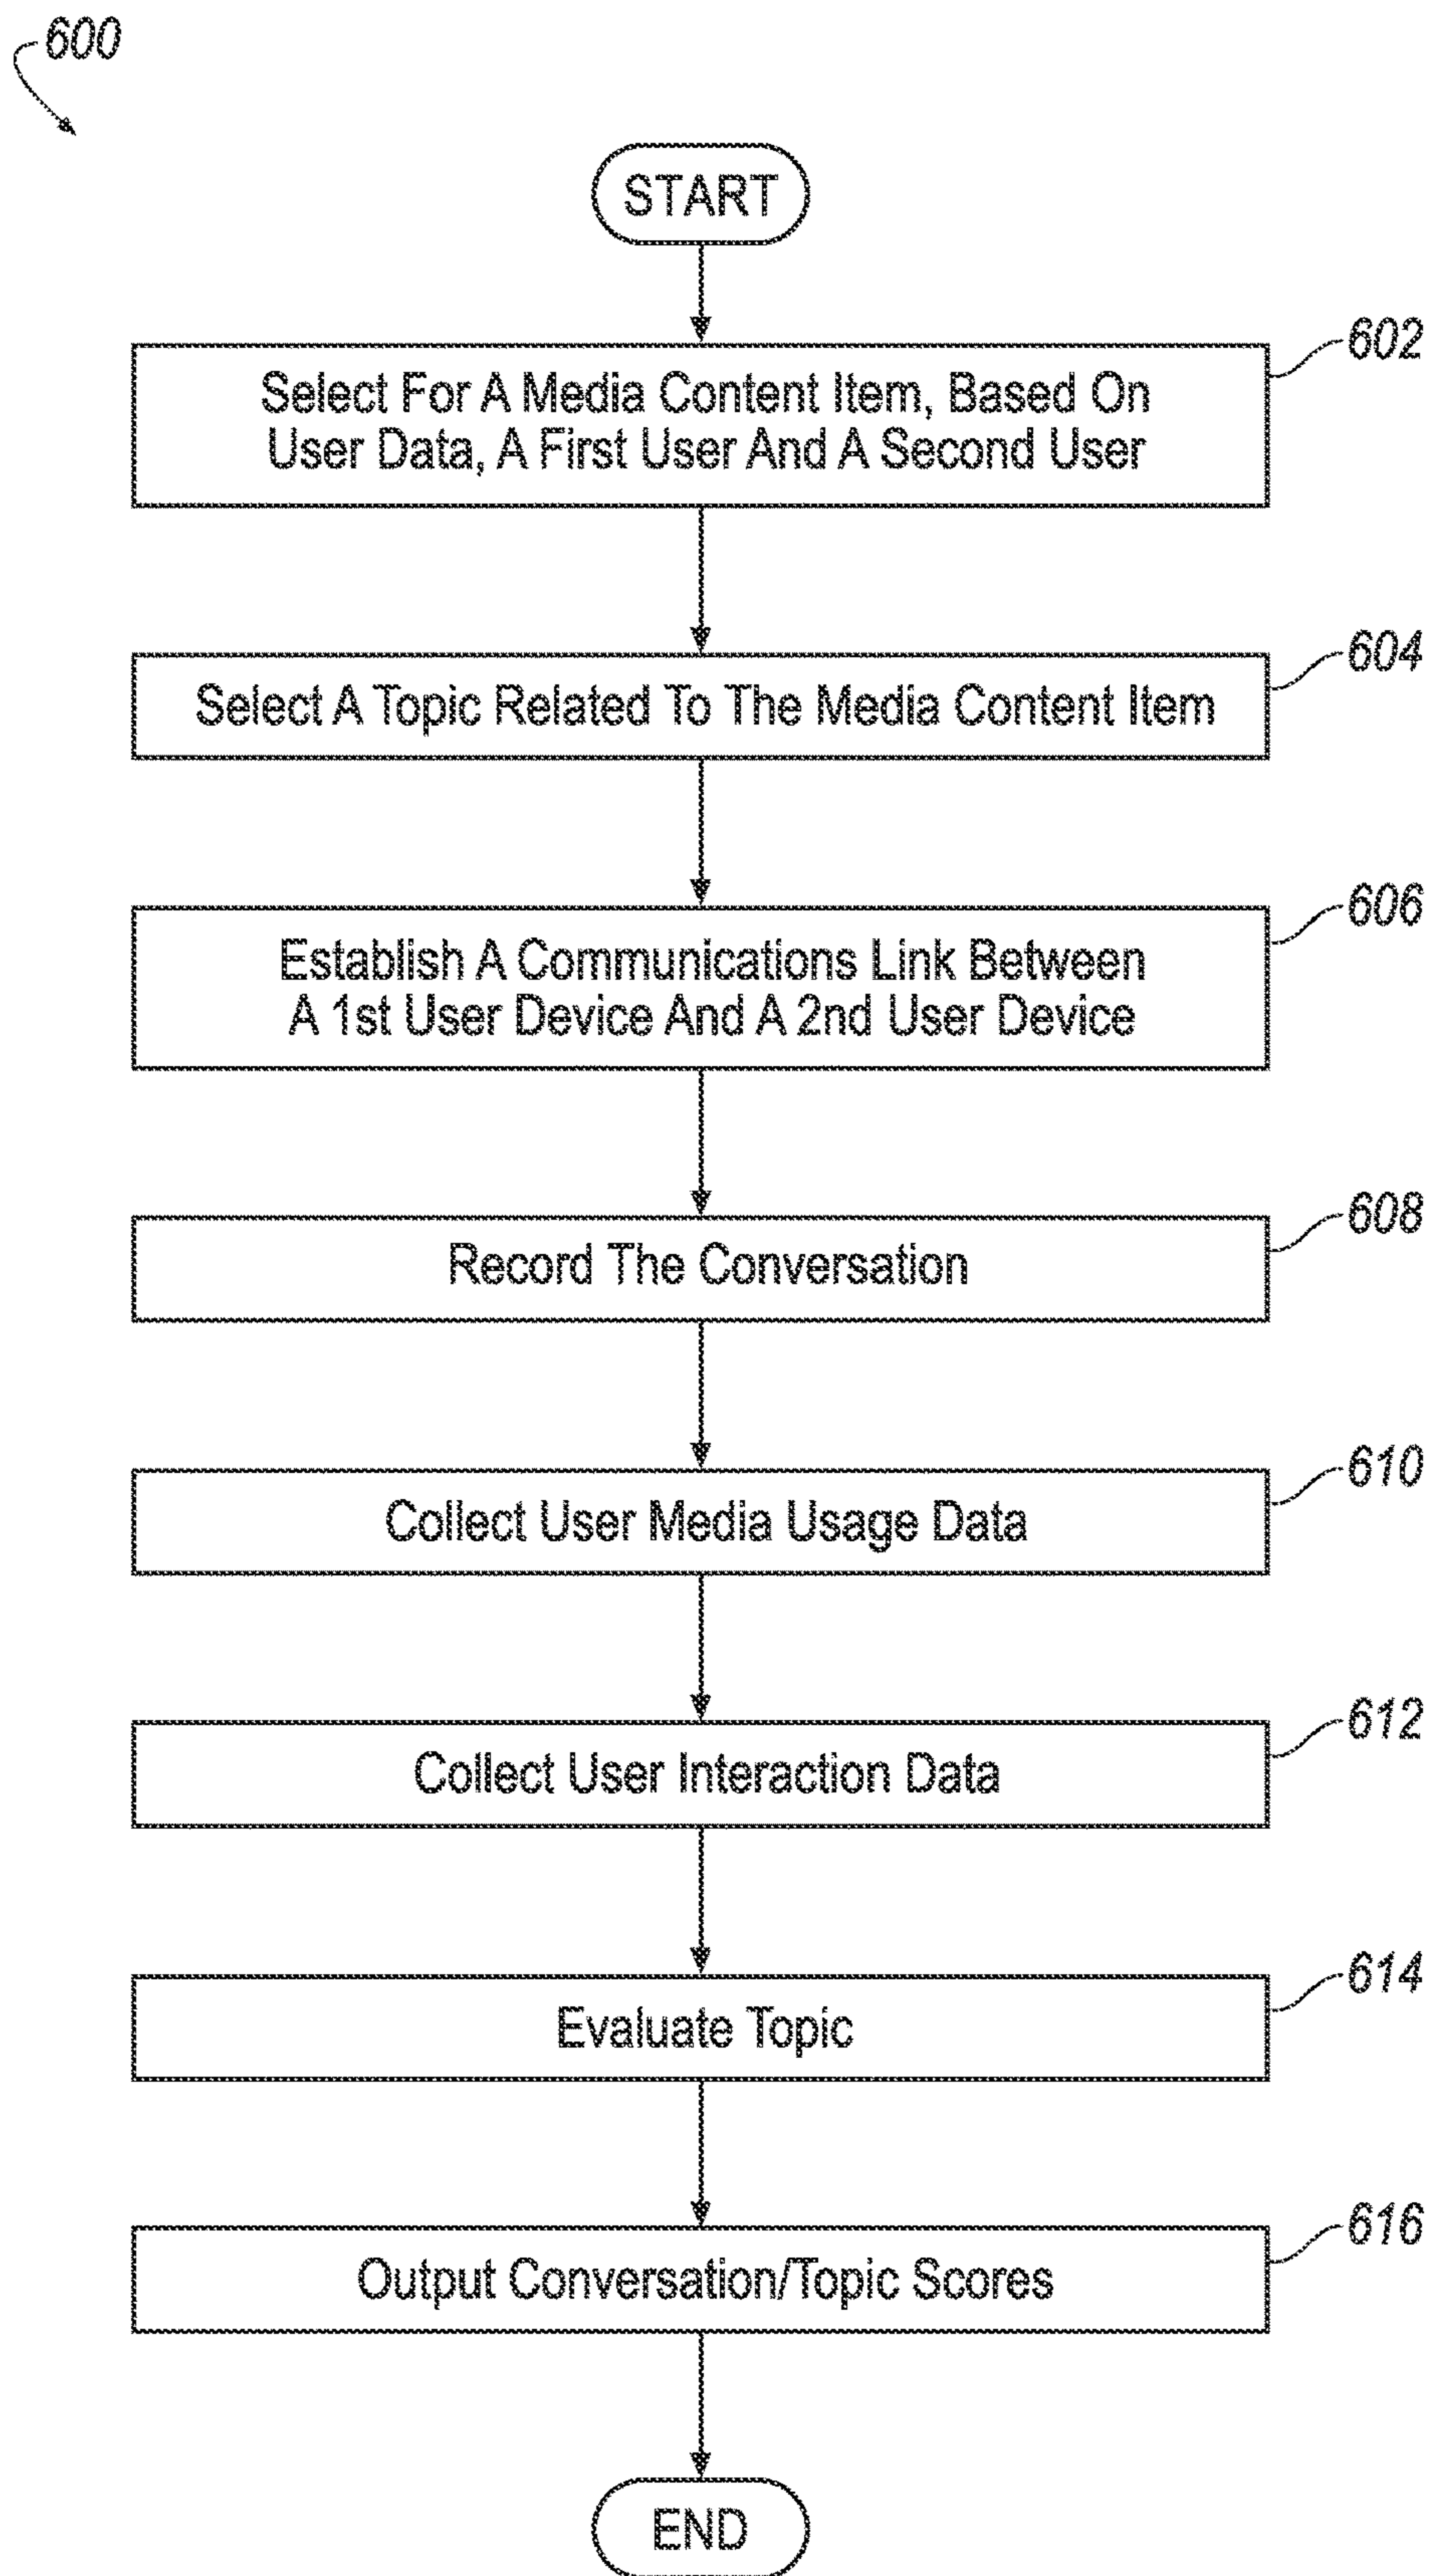 600
START
602
Select For A Media Content Item, Based On
User Data, A First User And A Second User
604
Select A Topic Related To The Media Content Item
606
Establish A Communications Link Between
A 1st User Device And A 2nd User Device
608
Record The Conversation
610
Collect User Media Usage Data
612
Collect User Interaction Data
614
Evaluate Topic
616
Output Conversation/Topic Scores
END